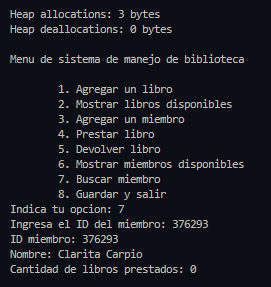 Heap allocations: 3 bytes
Heap deallocations: 0 bytes
Menu de sistema de manejo de biblioteca
1. Agregar un libro
2. Mostrar libros disponibles
3. Agregar un miembro
4. Prestar libro
5. Devolver libro
6. Mostrar miembros disponibles
7. Buscar miembro
8. Guardar y salir
Indica tu opcion: 7
Ingresa el ID del miembro: 376293
ID miembro: 376293
Nombre: Clarita Carpio
Cantidad de libros prestados: 0